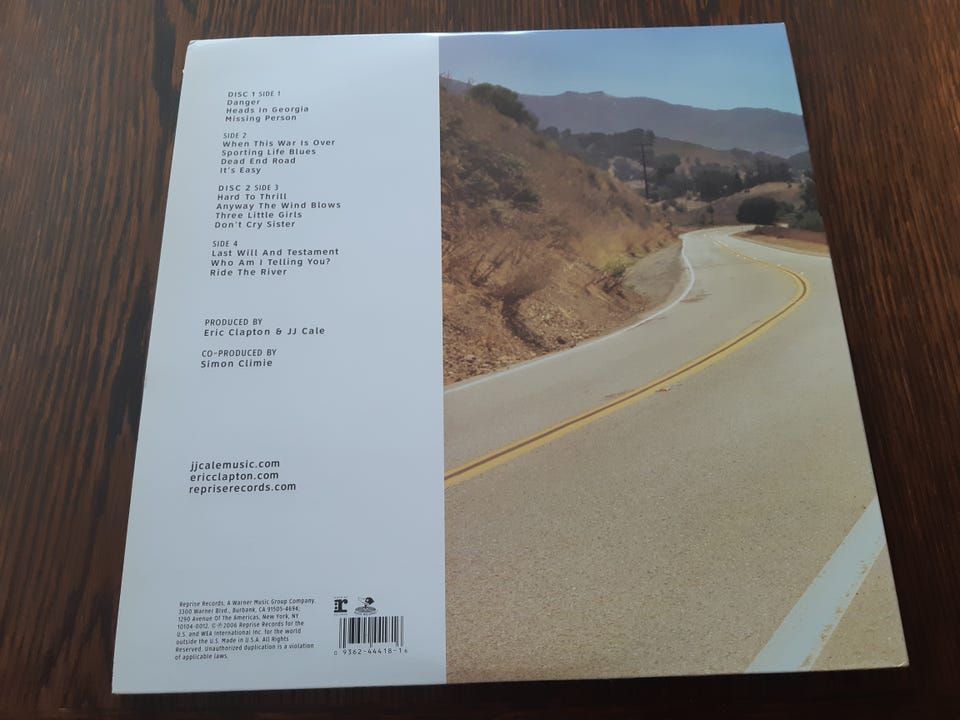 DISC 1 SIDE 1
Danger
Heads In Georgia
Missing Person
SIDE 2
When This War Is Over
Sporting Life Blues
Dead End Road
It's Easy
DISC 2 SIDE 3
Hard To Thrill
Anyway The Wind Blows
Three Little Girls
Don't Cry Sister
SIDE 4
Last Will And Testament
Who Am I Telling You?
Ride The River
PRODUCED BY
Eric Clapton & JJ Cale
CO-PRODUCED BY
Simon Climie
jjcalemusic.com
ericclapton.com
repriserecords.com
Reprise Records, A Warner Music Group Company.
3300 Warner Blvd., Burbank, CA 91505-4694;
1290 Avenue Of The Americas, New York, NY
10104-0012. © ℗ 2006 Reprise Records for the
U.S. and WEA International Inc. for the world
outside the U.S. Made in U.S.A. All Rights
Reserved. Unauthorized duplication is a violation
of applicable laws.
r
0 9362-44418-1 6